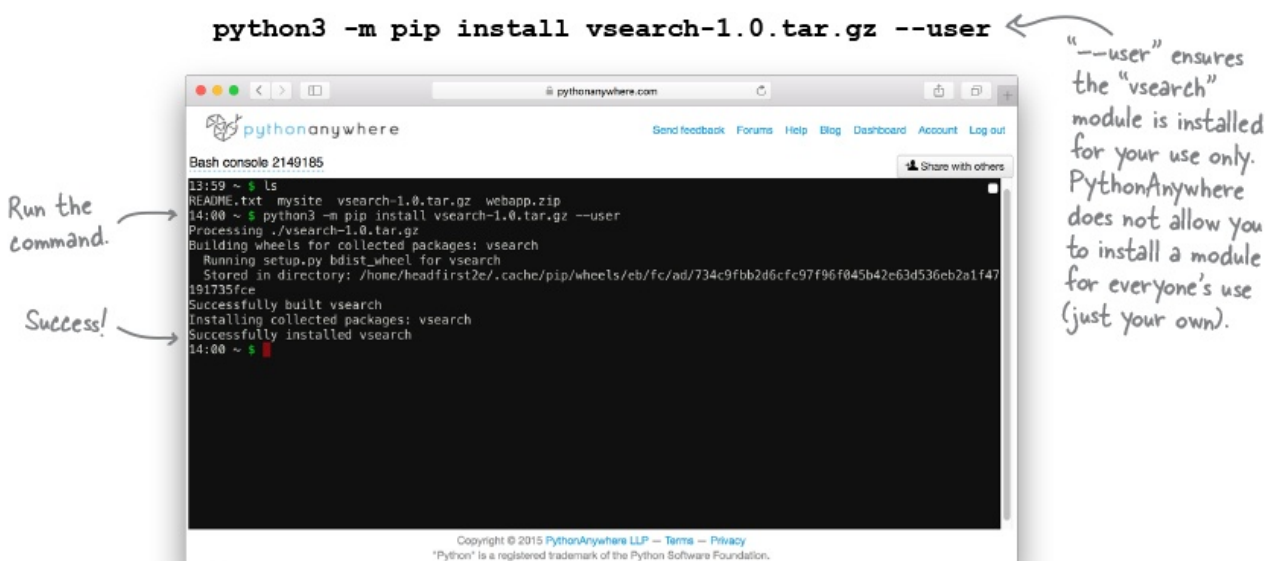 python3 -m pip install vsearch-1.0.tar.gz --user
"--user" ensures
the "vsearch"
module is installed
for your use only.
PythonAnywhere
does not allow you
to install a module
for everyone's use
(just your own).
pythonanywhere.com
pythonanywhere
Send feedback Forums Help Blog Dashboard Account Log out
Bash console 2149185
Share with others
Run the
command.
13:59 ~ $ ls
README.txt mysite vsearch-1.0.tar.gz webapp.zip
14:00 ~ $ python3 -m pip install vsearch-1.0.tar.gz --user
Processing ./vsearch-1.0.tar.gz
Building wheels for collected packages: vsearch
Running setup.py bdist_wheel for vsearch
Stored in directory: /home/headfirst2e/.cache/pip/wheels/eb/fc/ad/734c9fbb2d6cfc97f96f045b42e63d536eb2a1f47
191735fce
Successfully built vsearch
Installing collected packages: vsearch
Successfully installed vsearch
14:00 ~ $
Success!
Copyright © 2015 PythonAnywhere LLP — Terms — Privacy
"Python" is a registered trademark of the Python Software Foundation.